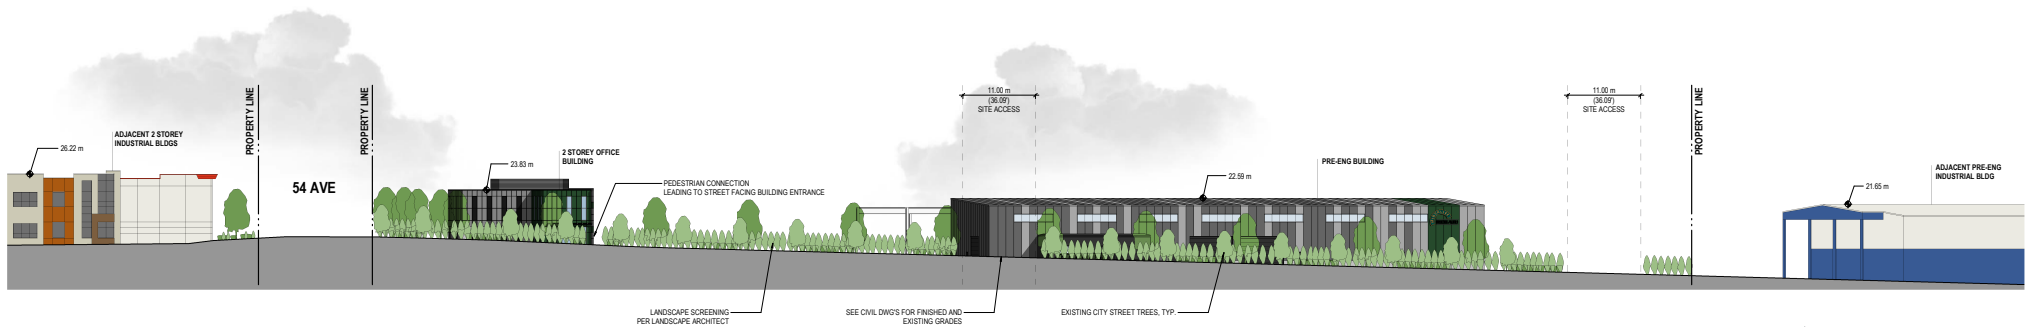 26.22 m
ADJACENT 2 STOREY
INDUSTRIAL BLDGS
PROPERTY LINE
54 AVE
PROPERTY LINE
23.83 m
2 STOREY OFFICE
BUILDING
PEDESTRIAN CONNECTION
LEADING TO STREET FACING BUILDING ENTRANCE
11.00 m
(36.09')
SITE ACCESS
22.59 m
PRE-ENG BUILDING
11.00 m
(36.09')
SITE ACCESS
PROPERTY LINE
21.65 m
ADJACENT PRE-ENG
INDUSTRIAL BLDG
LANDSCAPE SCREENING
PER LANDSCAPE ARCHITECT
SEE CIVIL DWG'S FOR FINISHED AND
EXISTING GRADES
EXISTING CITY STREET TREES, TYP.